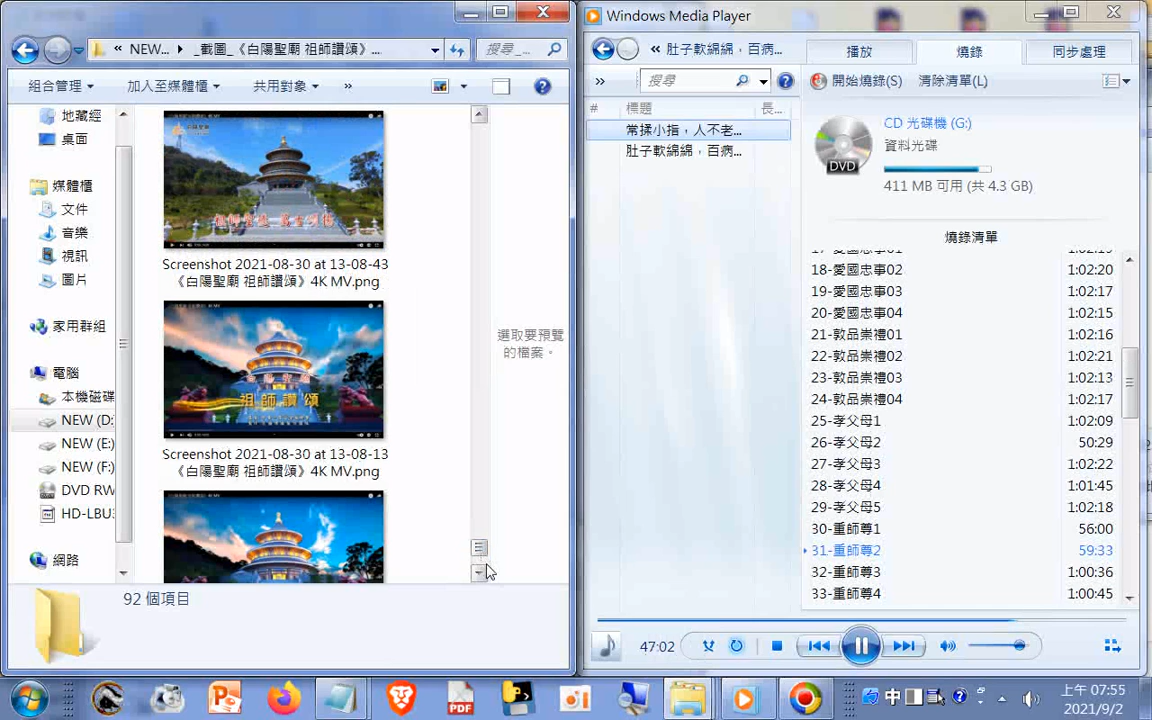 « NEW... ▸ _截圖_《白陽聖廟 祖師讚頌》...
搜尋_...
組合管理
加入至媒體櫃
共用對象
»
地藏經
桌面
媒體櫃
文件
音樂
視訊
圖片
家用群組
電腦
本機磁碟
NEW (D:
NEW (E:)
NEW (F:)
DVD RW
HD-LBU3
網路
Screenshot 2021-08-30 at 13-08-43
《白陽聖廟 祖師讚頌》4K MV.png
祖師讚頌
Screenshot 2021-08-30 at 13-08-13
《白陽聖廟 祖師讚頌》4K MV.png
選取要預覽
的檔案。
92 個項目
Windows Media Player
« 肚子軟綿綿，百病...
播放
燒錄
同步處理
»
搜尋
開始燒錄(S)
清除清單(L)
#
標題
長...
常揉小指，人不老...
肚子軟綿綿，百病...
DVD
CD 光碟機 (G:)
資料光碟
411 MB 可用 (共 4.3 GB)
燒錄清單
18-愛國忠事02 1:02:20
19-愛國忠事03 1:02:17
20-愛國忠事04 1:02:15
21-敦品崇禮01 1:02:16
22-敦品崇禮02 1:02:21
23-敦品崇禮03 1:02:13
24-敦品崇禮04 1:02:17
25-孝父母1 1:02:09
26-孝父母2 50:29
27-孝父母3 1:02:22
28-孝父母4 1:01:45
29-孝父母5 1:02:18
30-重師尊1 56:00
31-重師尊2 59:33
32-重師尊3 1:00:36
33-重師尊4 1:00:45
47:02
PDF
中
上午 07:55
2021/9/2